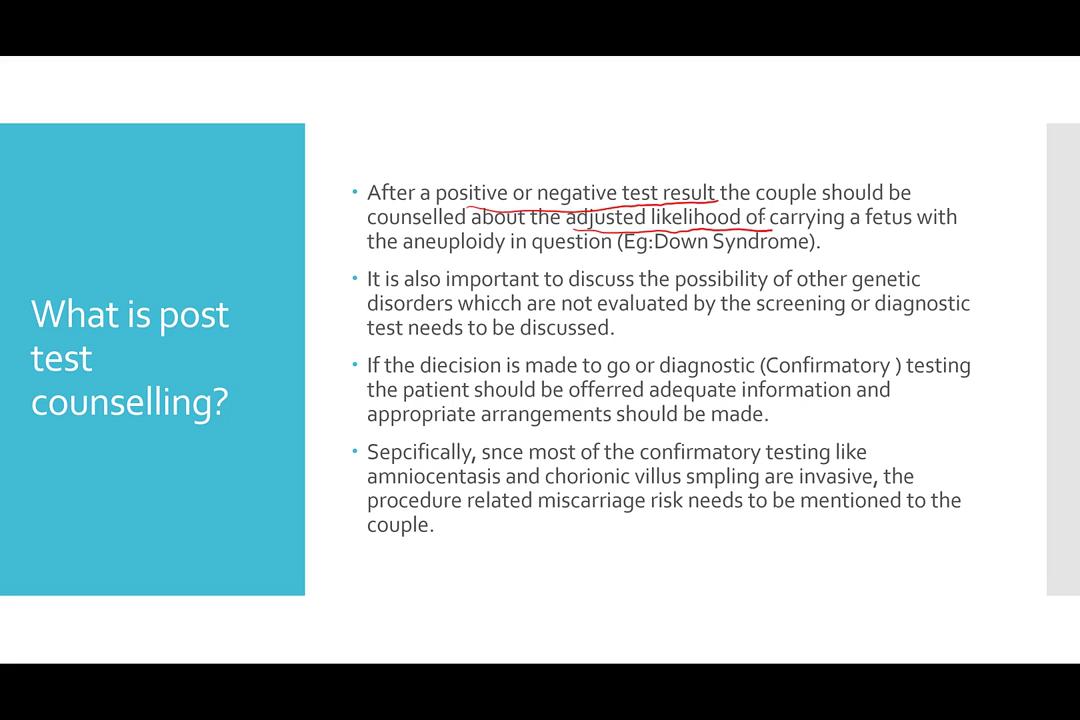 What is post
test
counselling?
After a positive or negative test result the couple should be
counselled about the adjusted likelihood of carrying a fetus with
the aneuploidy in question (Eg:Down Syndrome).
It is also important to discuss the possibility of other genetic
disorders whicch are not evaluated by the screening or diagnostic
test needs to be discussed.
If the diecision is made to go or diagnostic (Confirmatory ) testing
the patient should be offerred adequate information and
appropriate arrangements should be made.
Sepcifically, snce most of the confirmatory testing like
amniocentasis and chorionic villus smpling are invasive, the
procedure related miscarriage risk needs to be mentioned to the
couple.